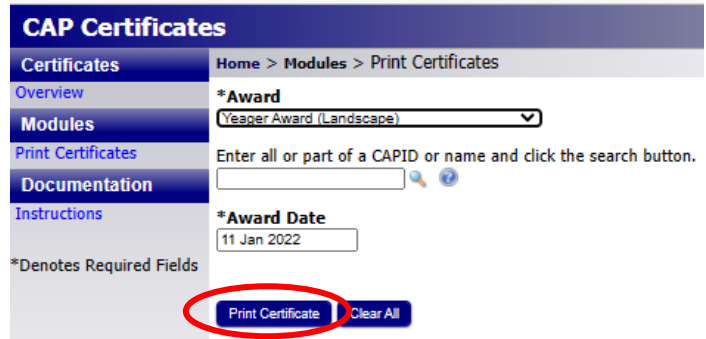 CAP Certificates
Certificates
Overview
Modules
Print Certificates
Documentation
Instructions
*Denotes Required Fields
Home > Modules > Print Certificates
*Award
Yeager Award (Landscape)
Enter all or part of a CAPID or name and click the search button.
*Award Date
11 Jan 2022
Print Certificate Clear All